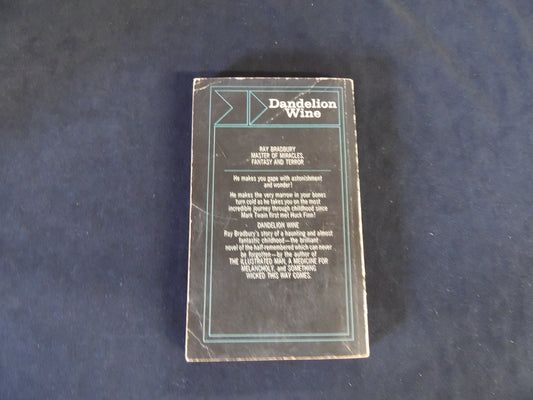 Dandelion
Wine
RAY BRADBURY
MASTER OF MIRACLES,
FANTASY AND TERROR
He makes you gape with astonishment
and wonder!
He makes the very marrow in your bones
turn cold as he takes you on the most
incredible journey through childhood since
Mark Twain first met Huck Finn!
DANDELION WINE
Ray Bradbury's story of a haunting and almost
fantastic childhood—the brilliant
novel of the half-remembered which can never
be forgotten—by the author of
THE ILLUSTRATED MAN, A MEDICINE FOR
MELANCHOLY, and SOMETHING
WICKED THIS WAY COMES.